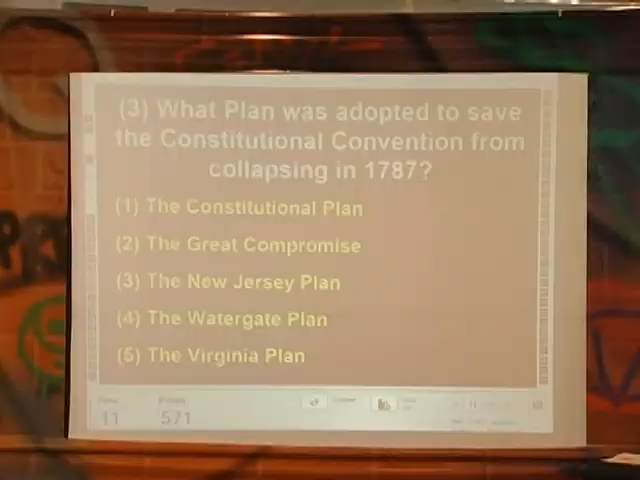 (3) What Plan was adopted to save
the Constitutional Convention from
collapsing in 1787?
(1) The Constitutional Plan
(2) The Great Compromise
(3) The New Jersey Plan
(4) The Watergate Plan
(5) The Virginia Plan
11 571